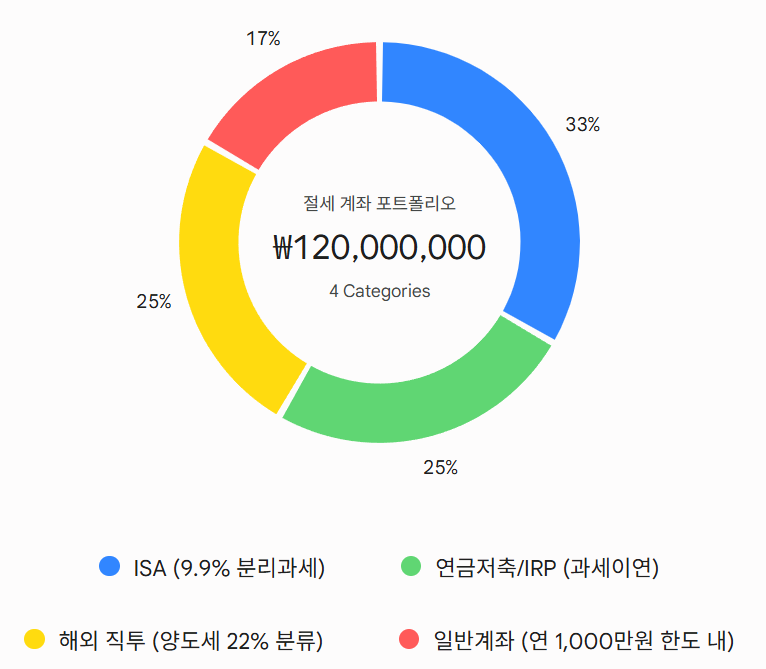 17%
33%
절세 계좌 포트폴리오
₩120,000,000
4 Categories
25%
25%
ISA (9.9% 분리과세)
연금저축/IRP (과세이연)
해외 직투 (양도세 22% 분류)
일반계좌 (연 1,000만원 한도 내)